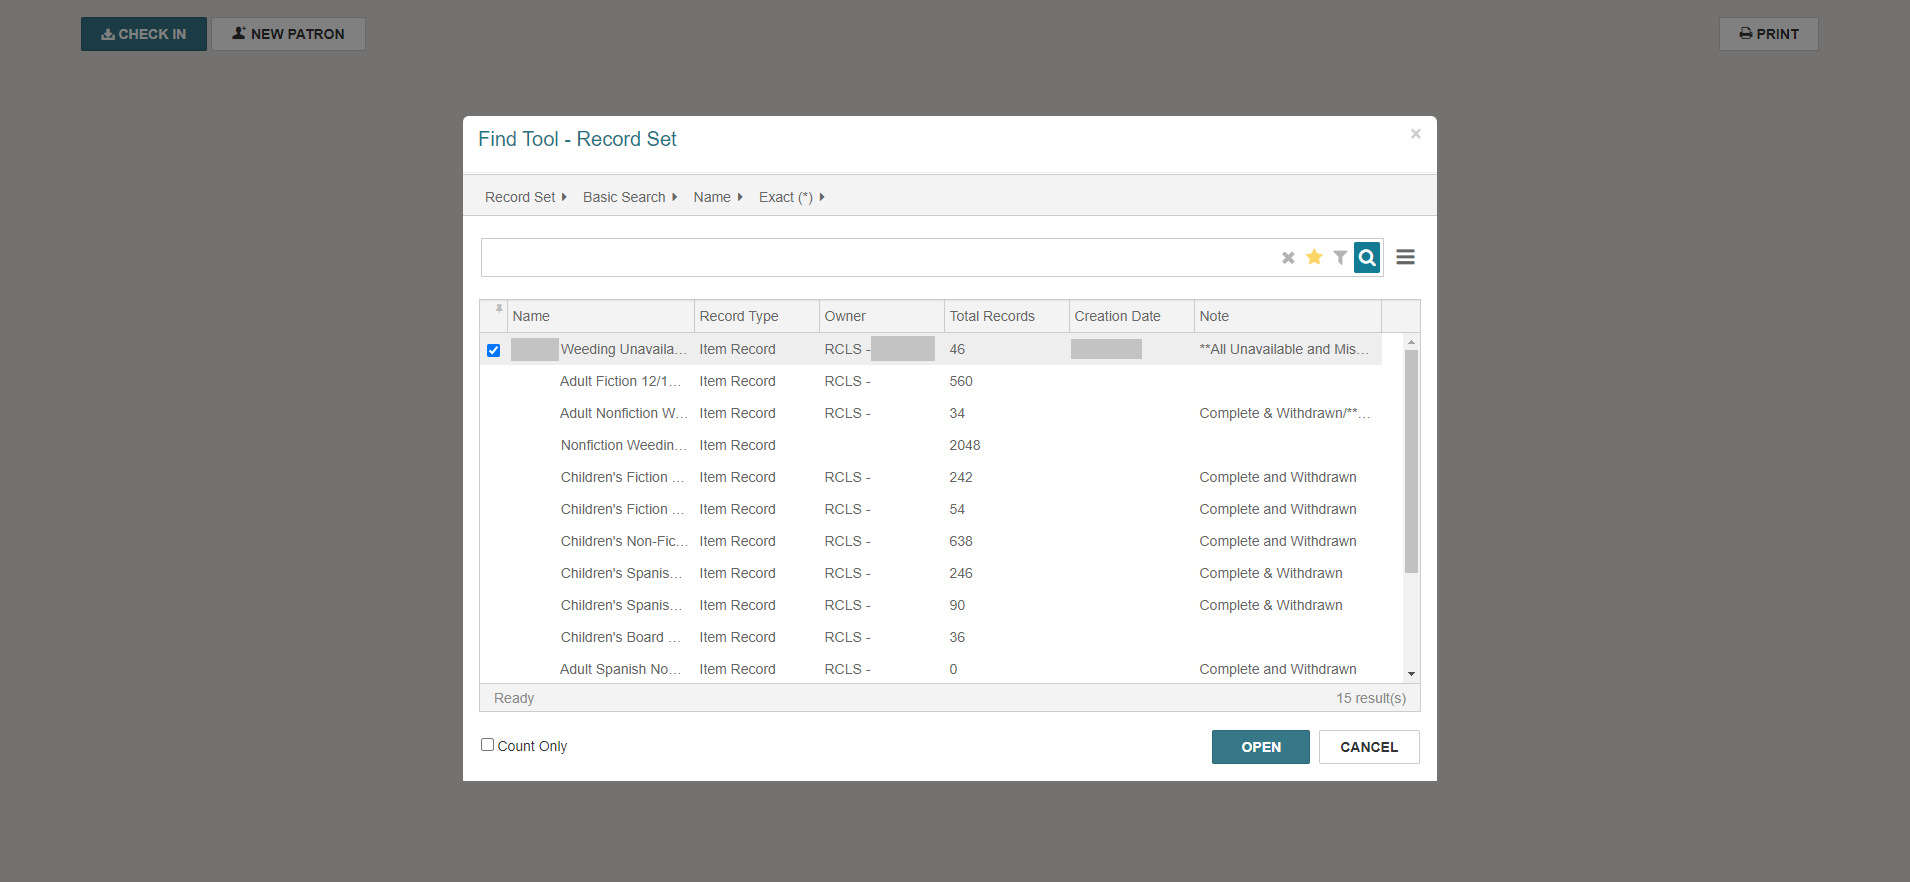 CHECK IN NEW PATRON PRINT
Find Tool - Record Set ×
Record Set Basic Search Name Exact (*)
Name Record Type Owner Total Records Creation Date Note
Weeding Unavaila... Item Record RCLS - 46 **All Unavailable and Mis...
Adult Fiction 12/1... Item Record RCLS - 560
Adult Nonfiction W... Item Record RCLS - 34 Complete & Withdrawn/**...
Nonfiction Weedin... Item Record 2048
Children's Fiction ... Item Record RCLS - 242 Complete and Withdrawn
Children's Fiction ... Item Record RCLS - 54 Complete and Withdrawn
Children's Non-Fic... Item Record RCLS - 638 Complete and Withdrawn
Children's Spanis... Item Record RCLS - 246 Complete & Withdrawn
Children's Spanis... Item Record RCLS - 90 Complete & Withdrawn
Children's Board ... Item Record RCLS - 36
Adult Spanish No... Item Record RCLS - 0 Complete and Withdrawn
Ready 15 result(s)
Count Only OPEN CANCEL